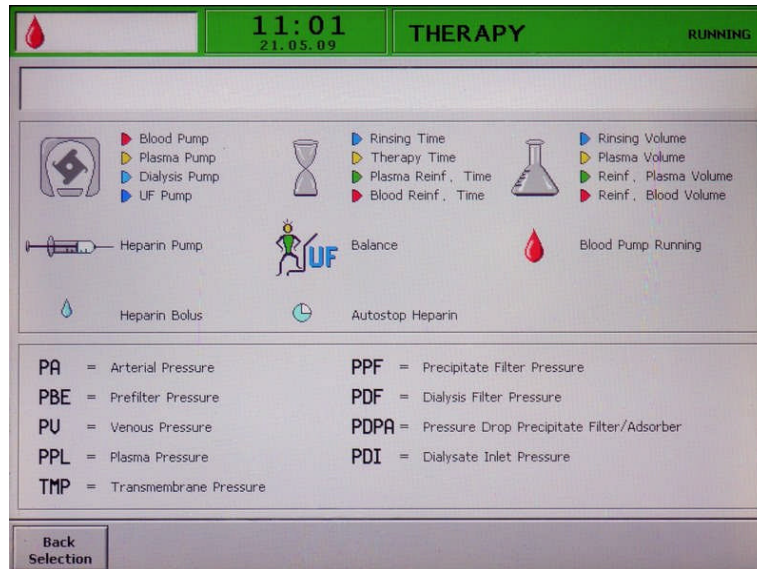 11:01
21.05.09
THERAPY
RUNNING
Blood Pump
Plasma Pump
Dialysis Pump
UF Pump
Rinsing Time
Therapy Time
Plasma Reinf. Time
Blood Reinf. Time
Rinsing Volume
Plasma Volume
Reinf. Plasma Volume
Reinf. Blood Volume
Heparin Pump
UF
Balance
Blood Pump Running
Heparin Bolus
Autostop Heparin
PA = Arterial Pressure
PBE = Prefilter Pressure
PV = Venous Pressure
PPL = Plasma Pressure
TMP = Transmembrane Pressure
PPF = Precipitate Filter Pressure
PDF = Dialysis Filter Pressure
PDPA = Pressure Drop Precipitate Filter/Adsorber
PDI = Dialysate Inlet Pressure
Back
Selection